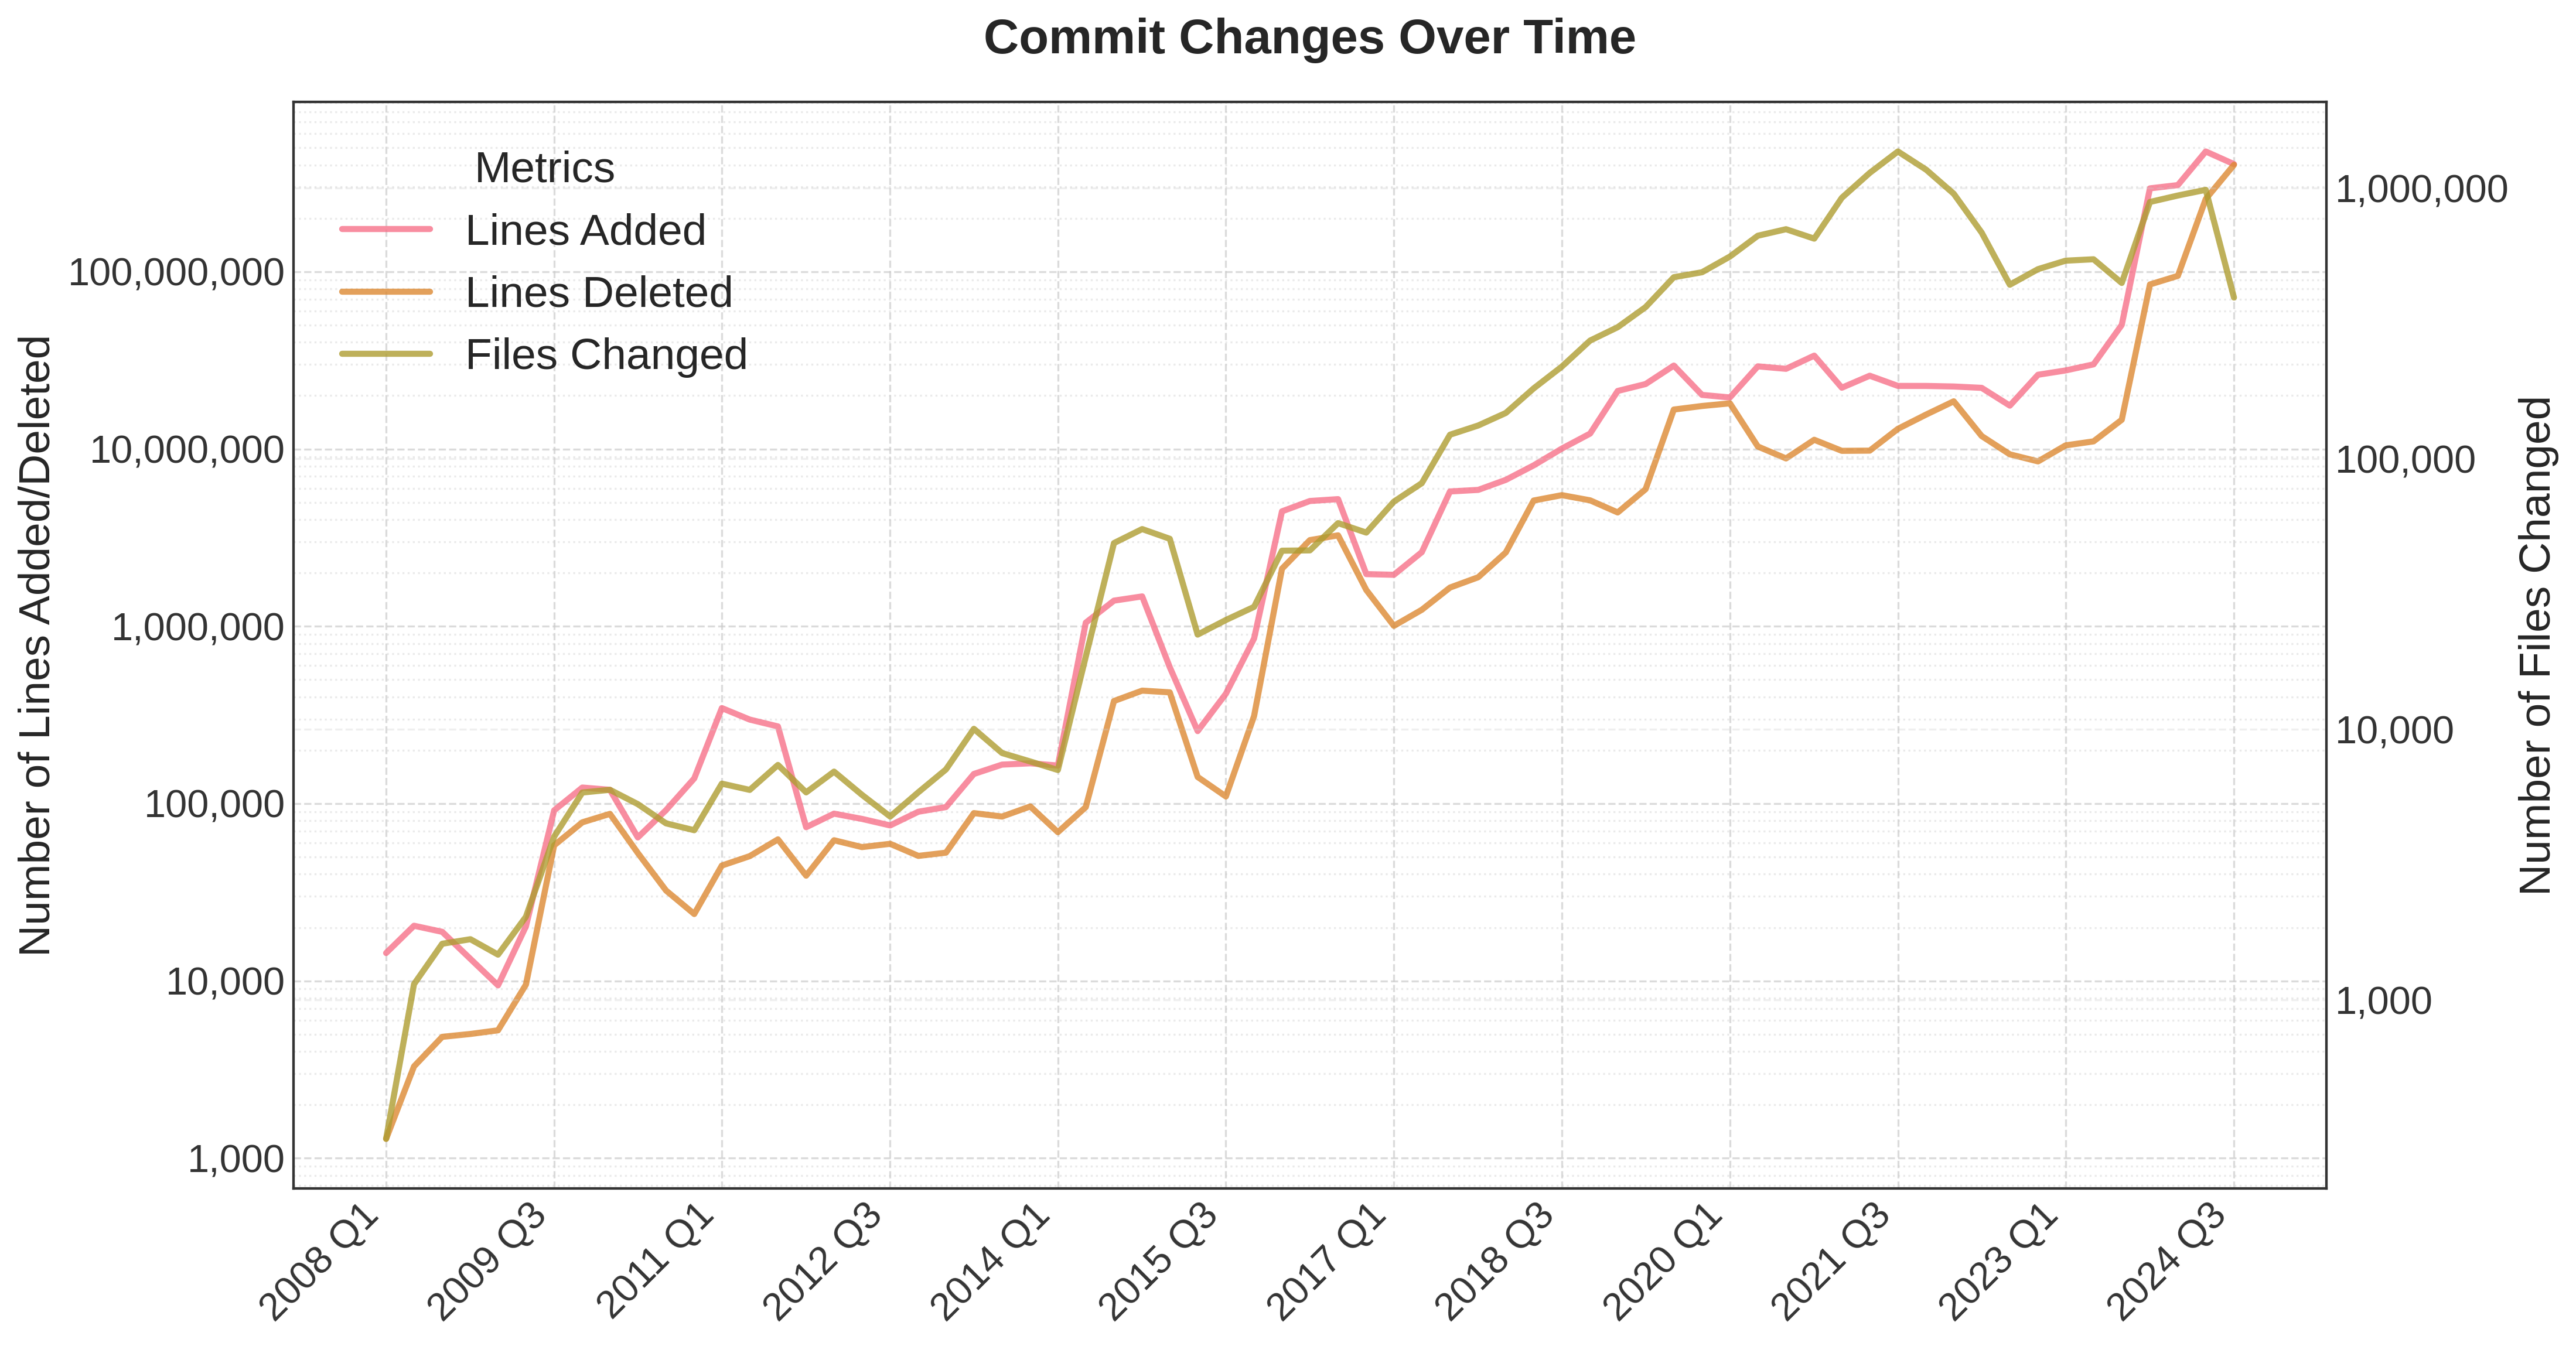 Commit Changes Over Time
Metrics
Lines Added
Lines Deleted
Files Changed
Number of Lines Added/Deleted
100,000,000
10,000,000
1,000,000
100,000
10,000
1,000
Number of Files Changed
1,000,000
100,000
10,000
1,000
2008 Q1
2009 Q3
2011 Q1
2012 Q3
2014 Q1
2015 Q3
2017 Q1
2018 Q3
2020 Q1
2021 Q3
2023 Q1
2024 Q3